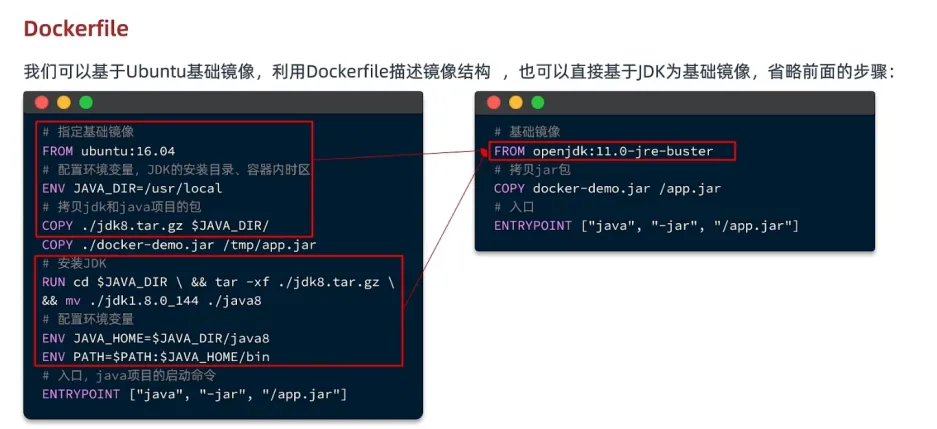 Dockerfile
我们可以基于Ubuntu基础镜像，利用Dockerfile描述镜像结构 ，也可以直接基于JDK为基础镜像，省略前面的步骤：
# 指定基础镜像
FROM ubuntu:16.04
# 配置环境变量，JDK的安装目录、容器内时区
ENV JAVA_DIR=/usr/local
# 拷贝jdk和java项目的包
COPY ./jdk8.tar.gz $JAVA_DIR/
COPY ./docker-demo.jar /tmp/app.jar
# 安装JDK
RUN cd $JAVA_DIR \ && tar -xf ./jdk8.tar.gz \
&& mv ./jdk1.8.0_144 ./java8
# 配置环境变量
ENV JAVA_HOME=$JAVA_DIR/java8
ENV PATH=$PATH:$JAVA_HOME/bin
# 入口，java项目的启动命令
ENTRYPOINT ["java", "-jar", "/app.jar"]
# 基础镜像
FROM openjdk:11.0-jre-buster
# 拷贝jar包
COPY docker-demo.jar /app.jar
# 入口
ENTRYPOINT ["java", "-jar", "/app.jar"]